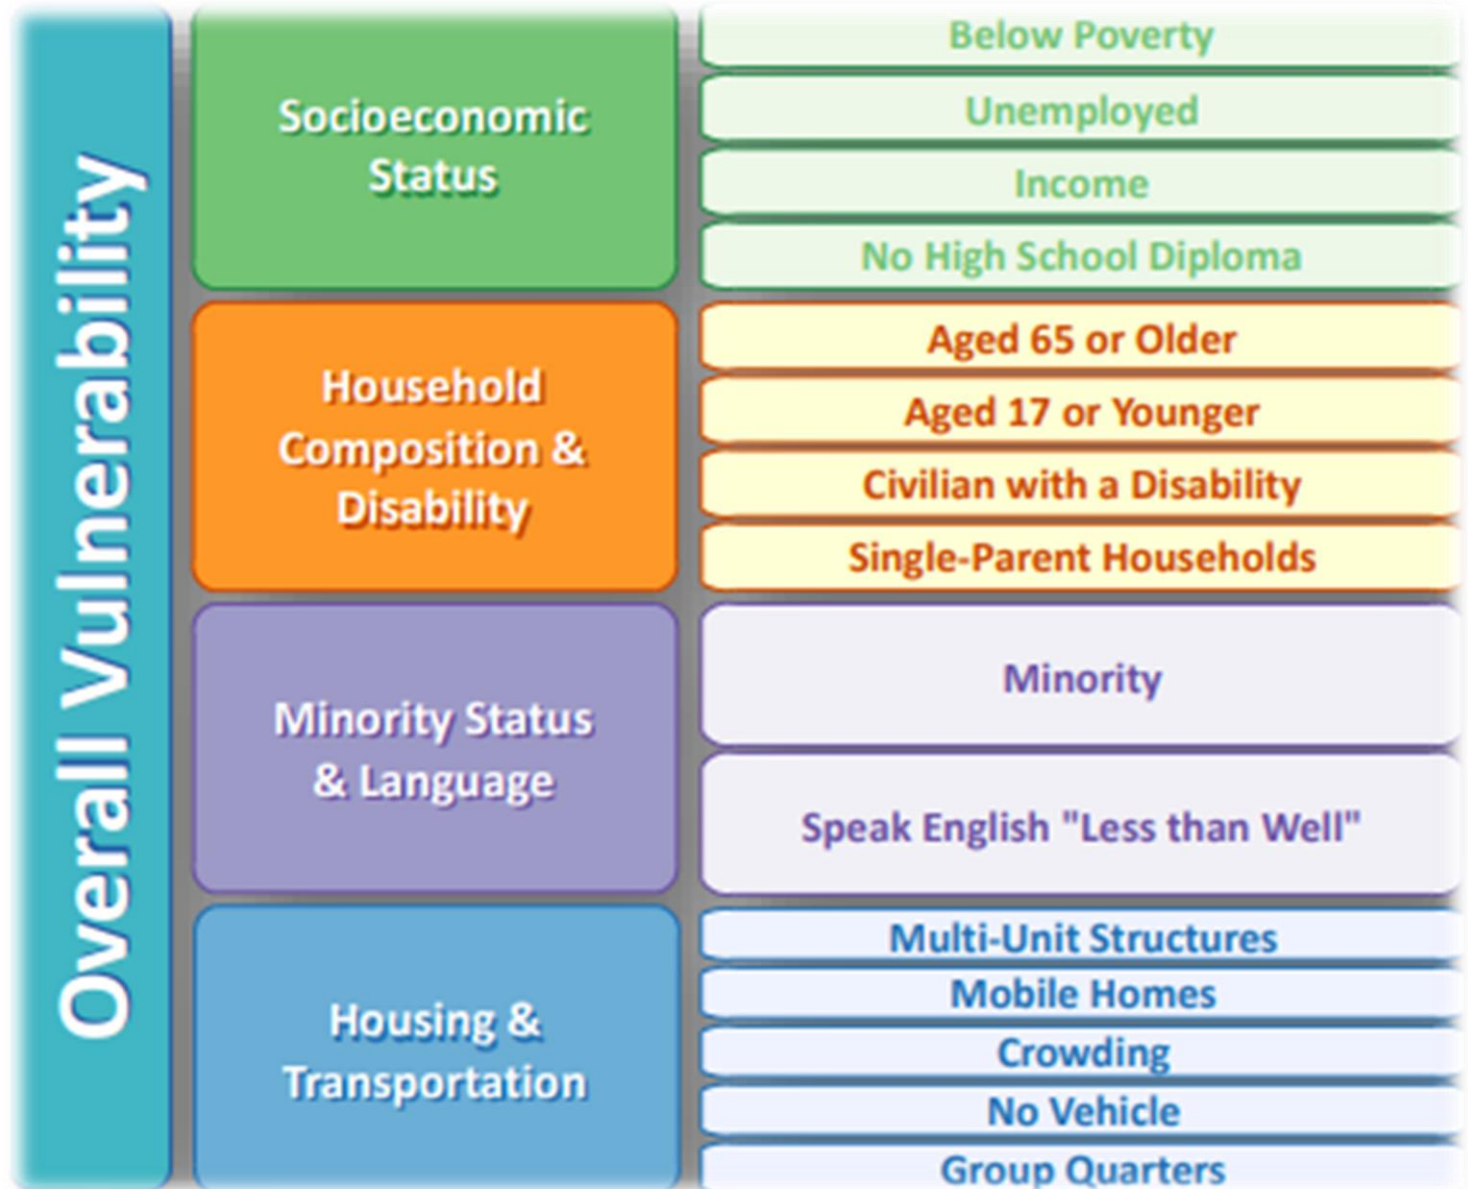 Overall Vulnerability
Socioeconomic
Status
Below Poverty
Unemployed
Income
No High School Diploma
Household
Composition &
Disability
Aged 65 or Older
Aged 17 or Younger
Civilian with a Disability
Single-Parent Households
Minority Status
& Language
Minority
Speak English "Less than Well"
Housing &
Transportation
Multi-Unit Structures
Mobile Homes
Crowding
No Vehicle
Group Quarters